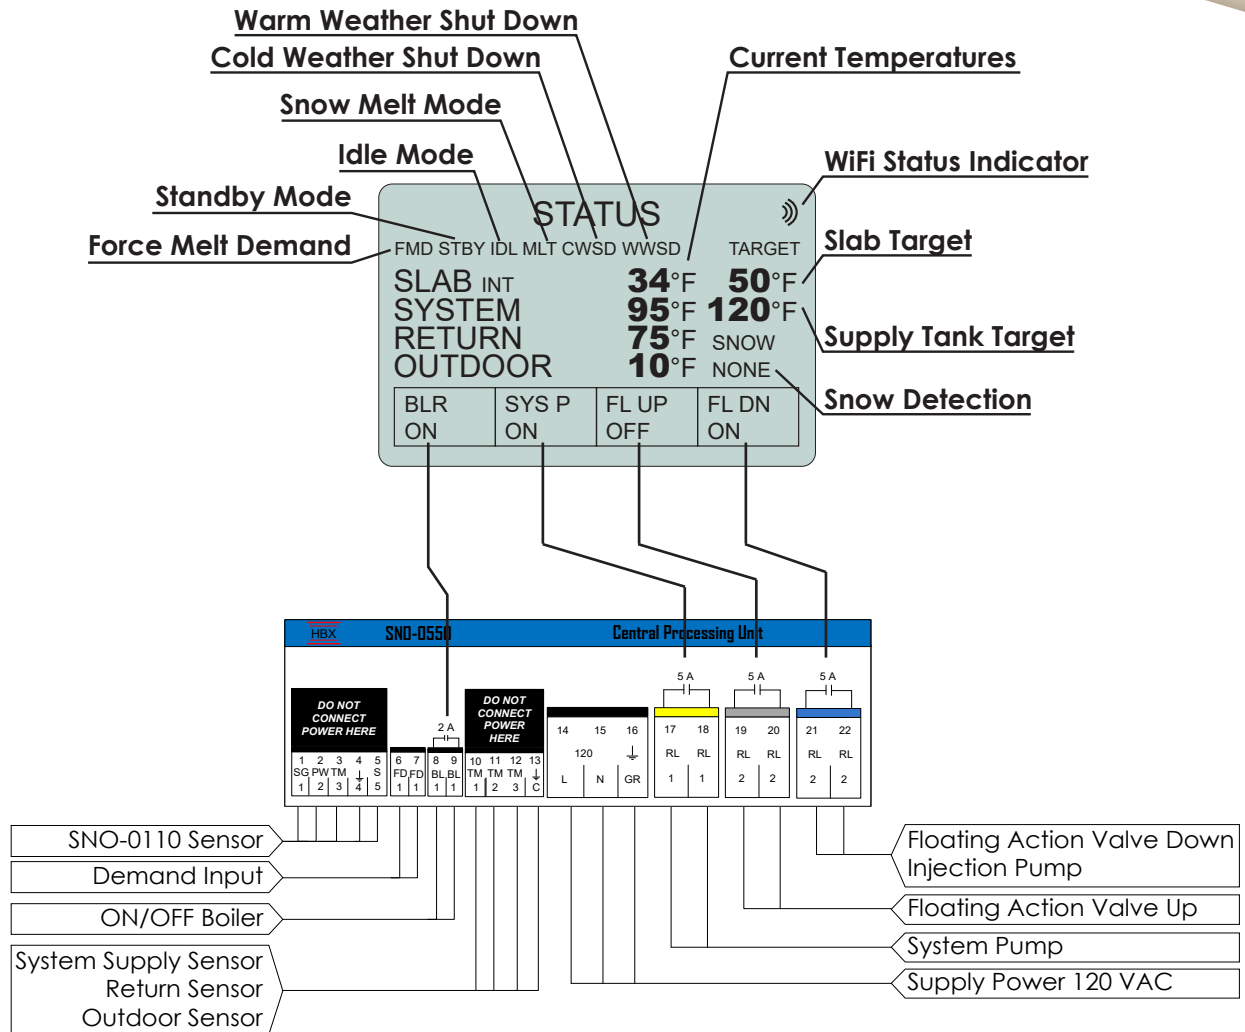 Warm Weather Shut Down
Cold Weather Shut Down
Current Temperatures
Snow Melt Mode
Idle Mode
WiFi Status Indicator
Standby Mode
STATUS
Force Melt Demand
FMD STBY IDL MLT CWSD WWSD TARGET
Slab Target
SLAB INT 34°F 50°F
SYSTEM 95°F 120°F
RETURN 75°F SNOW
Supply Tank Target
OUTDOOR 10°F NONE
Snow Detection
BLR SYS P FL UP FL DN
ON ON OFF ON
HBX SNO-0550 Central Processing Unit
5 A 5 A 5 A
DO NOT
CONNECT
POWER HERE
2 A
DO NOT
CONNECT
POWER
HERE
14 15 16 17 18 19 20 21 22
120 RL RL RL RL RL RL
L N GR 1 1 2 2 2 2
1 2 3 4 5 6 7 8 9 10 11 12 13
SG PW TM S FD FD BL BL TM TM TM
1 2 3 4 5 1 1 1 1 1 2 3 C
SNO-0110 Sensor
Demand Input
ON/OFF Boiler
System Supply Sensor
Return Sensor
Outdoor Sensor
Floating Action Valve Down
Injection Pump
Floating Action Valve Up
System Pump
Supply Power 120 VAC